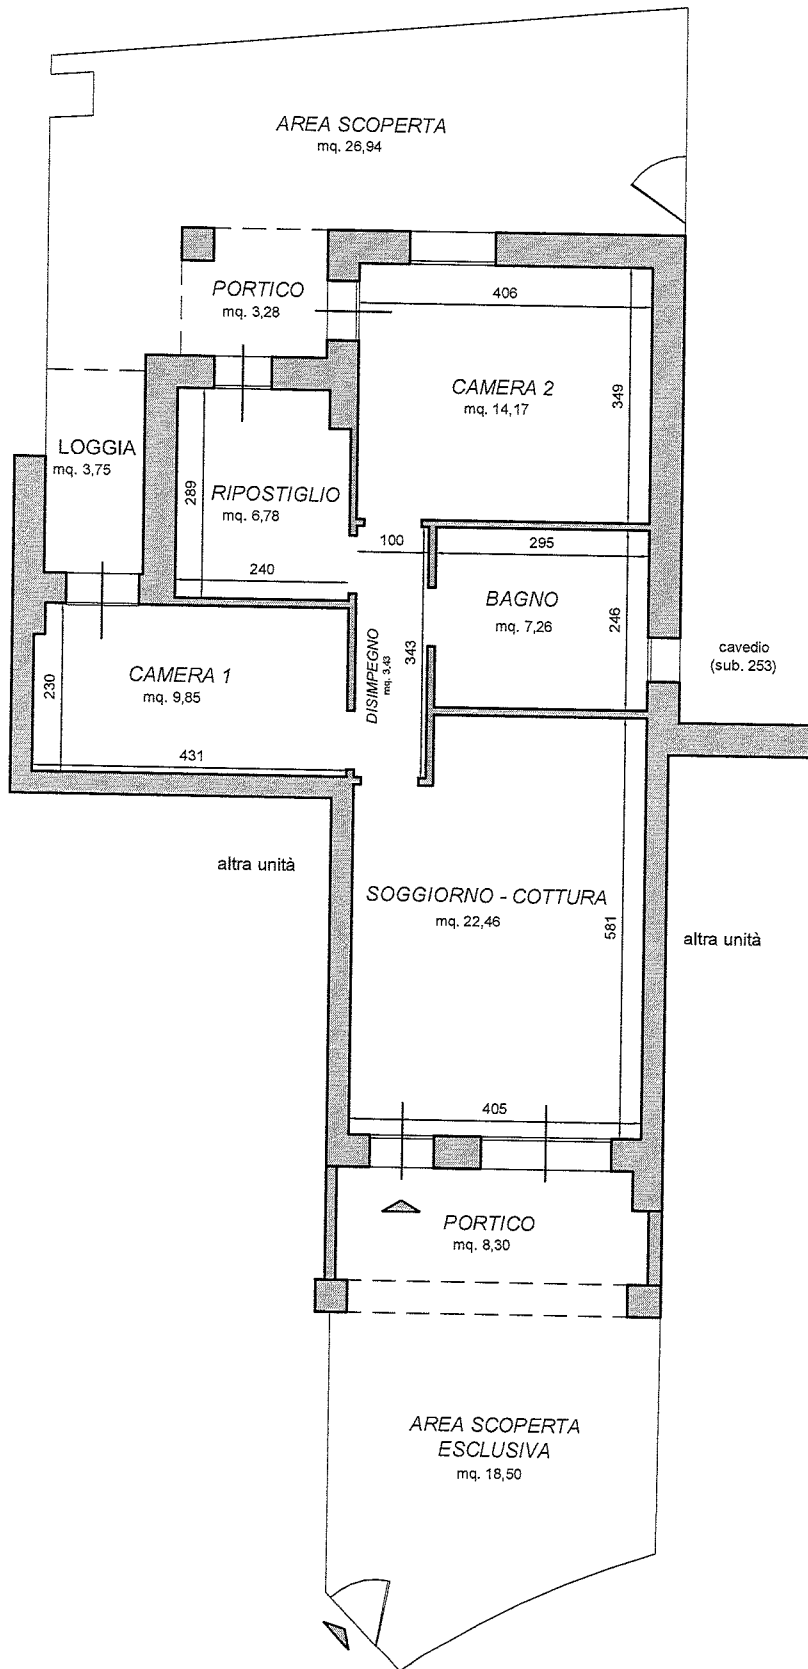 AREA SCOPERTA
mq. 26,94
PORTICO
mq. 3,28
406
CAMERA 2
mq. 14,17
349
LOGGIA
mq. 3,75
289
RIPOSTIGLIO
mq. 6,78
240
100
295
BAGNO
mq. 7,26
246
343
DISIMPEGNO
mq. 3,43
cavedio
(sub. 253)
CAMERA 1
mq. 9,85
230
431
altra unità
SOGGIORNO - COTTURA
mq. 22,46
581
altra unità
405
PORTICO
mq. 8,30
AREA SCOPERTA
ESCLUSIVA
mq. 18,50